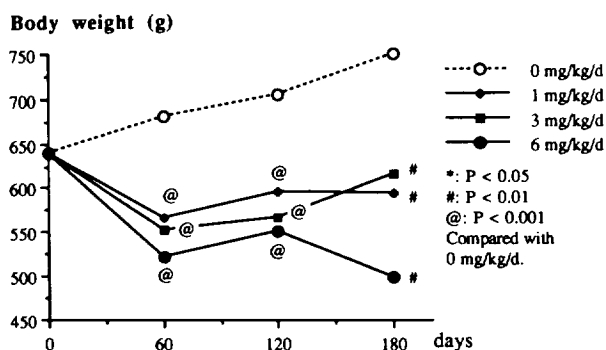 Body weight (g)
750
700
650
600
550
500
450
0
60
120
180
days
@
@
@
@
@
@
#
#
#
0 mg/kg/d
1 mg/kg/d
3 mg/kg/d
6 mg/kg/d
*: P < 0.05
#: P < 0.01
@: P < 0.001
Compared with
0 mg/kg/d.